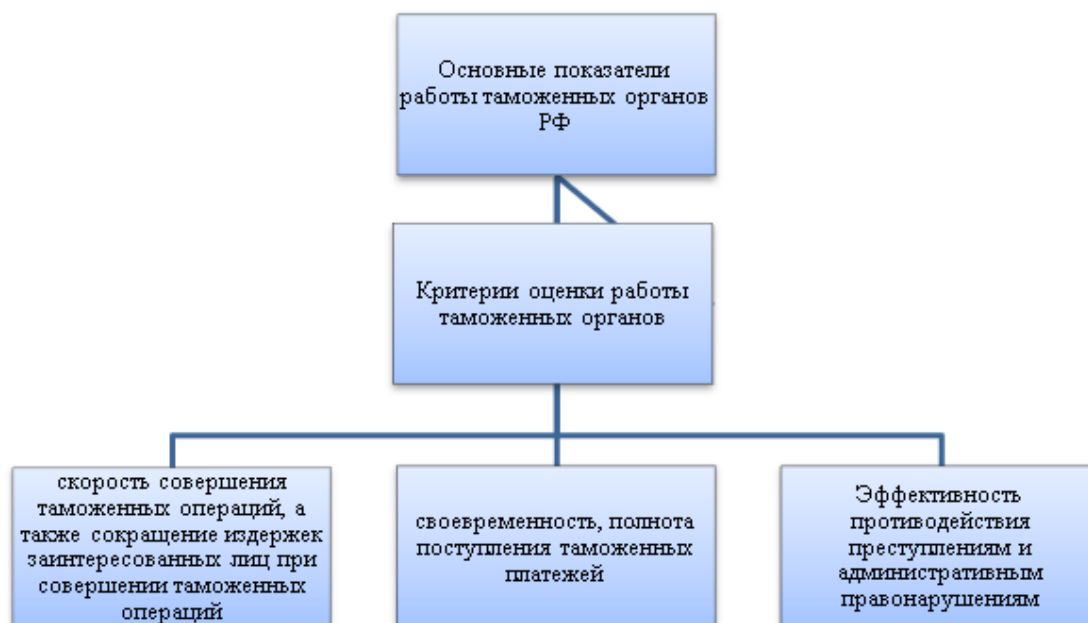 Основные показатели
работы таможенных органов
РФ
Критерии оценки работы
таможенных органов
скорость совершения
таможенных операций, а
также сокращение издержек
заинтересованных лиц при
совершении таможенных
операций
своевременность, полнота
поступления таможенных
платежей
Эффективность
противодействия
преступлениям и
административным
правонарушениям